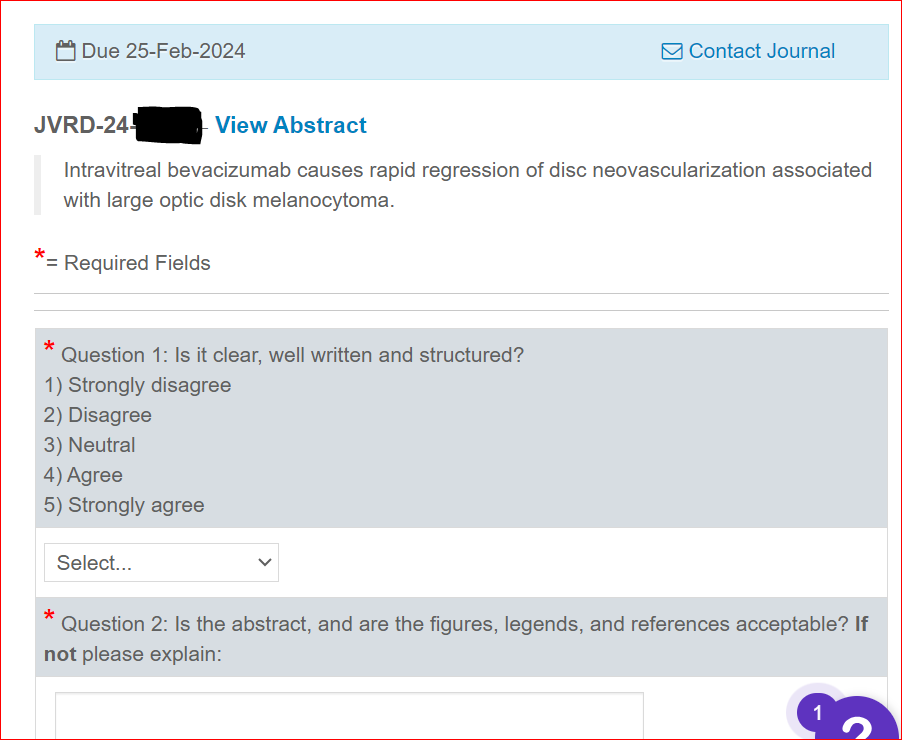 Due 25-Feb-2024
Contact Journal
JVRD-24- - View Abstract
Intravitreal bevacizumab causes rapid regression of disc neovascularization associated
with large optic disk melanocytoma.
*= Required Fields
* Question 1: Is it clear, well written and structured?
1) Strongly disagree
2) Disagree
3) Neutral
4) Agree
5) Strongly agree
Select...
* Question 2: Is the abstract, and are the figures, legends, and references acceptable? If
not please explain:
1
?